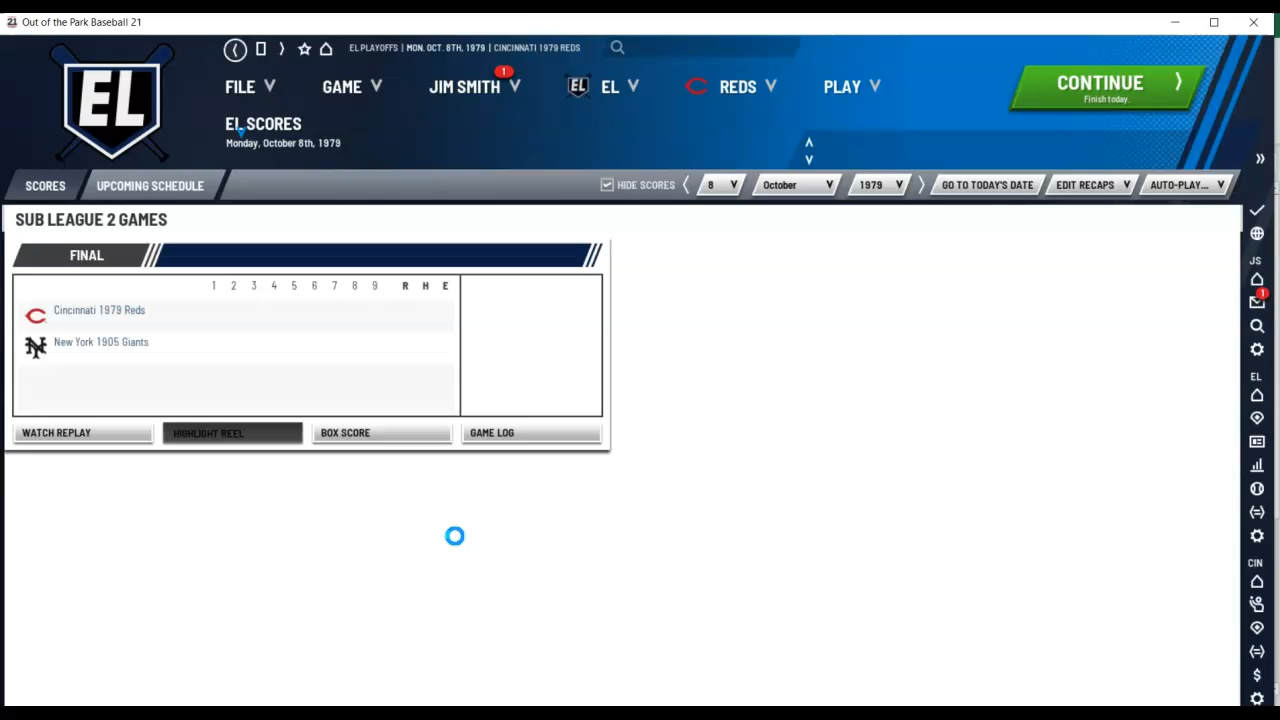 21 Out of the Park Baseball 21
EL
EL PLAYOFFS | MON. OCT. 8TH, 1979 | CINCINNATI 1979 REDS
FILE GAME JIM SMITH 1 EL EL REDS PLAY
CONTINUE
Finish today.
EL SCORES
Monday, October 8th, 1979
SCORES UPCOMING SCHEDULE HIDE SCORES 8 October 1979 GO TO TODAY'S DATE EDIT RECAPS AUTO-PLAY...
SUB LEAGUE 2 GAMES
FINAL
1 2 3 4 5 6 7 8 9 R H E
C Cincinnati 1979 Reds
NY New York 1905 Giants
WATCH REPLAY HIGHLIGHT REEL BOX SCORE GAME LOG
JS
1
EL
CIN
$